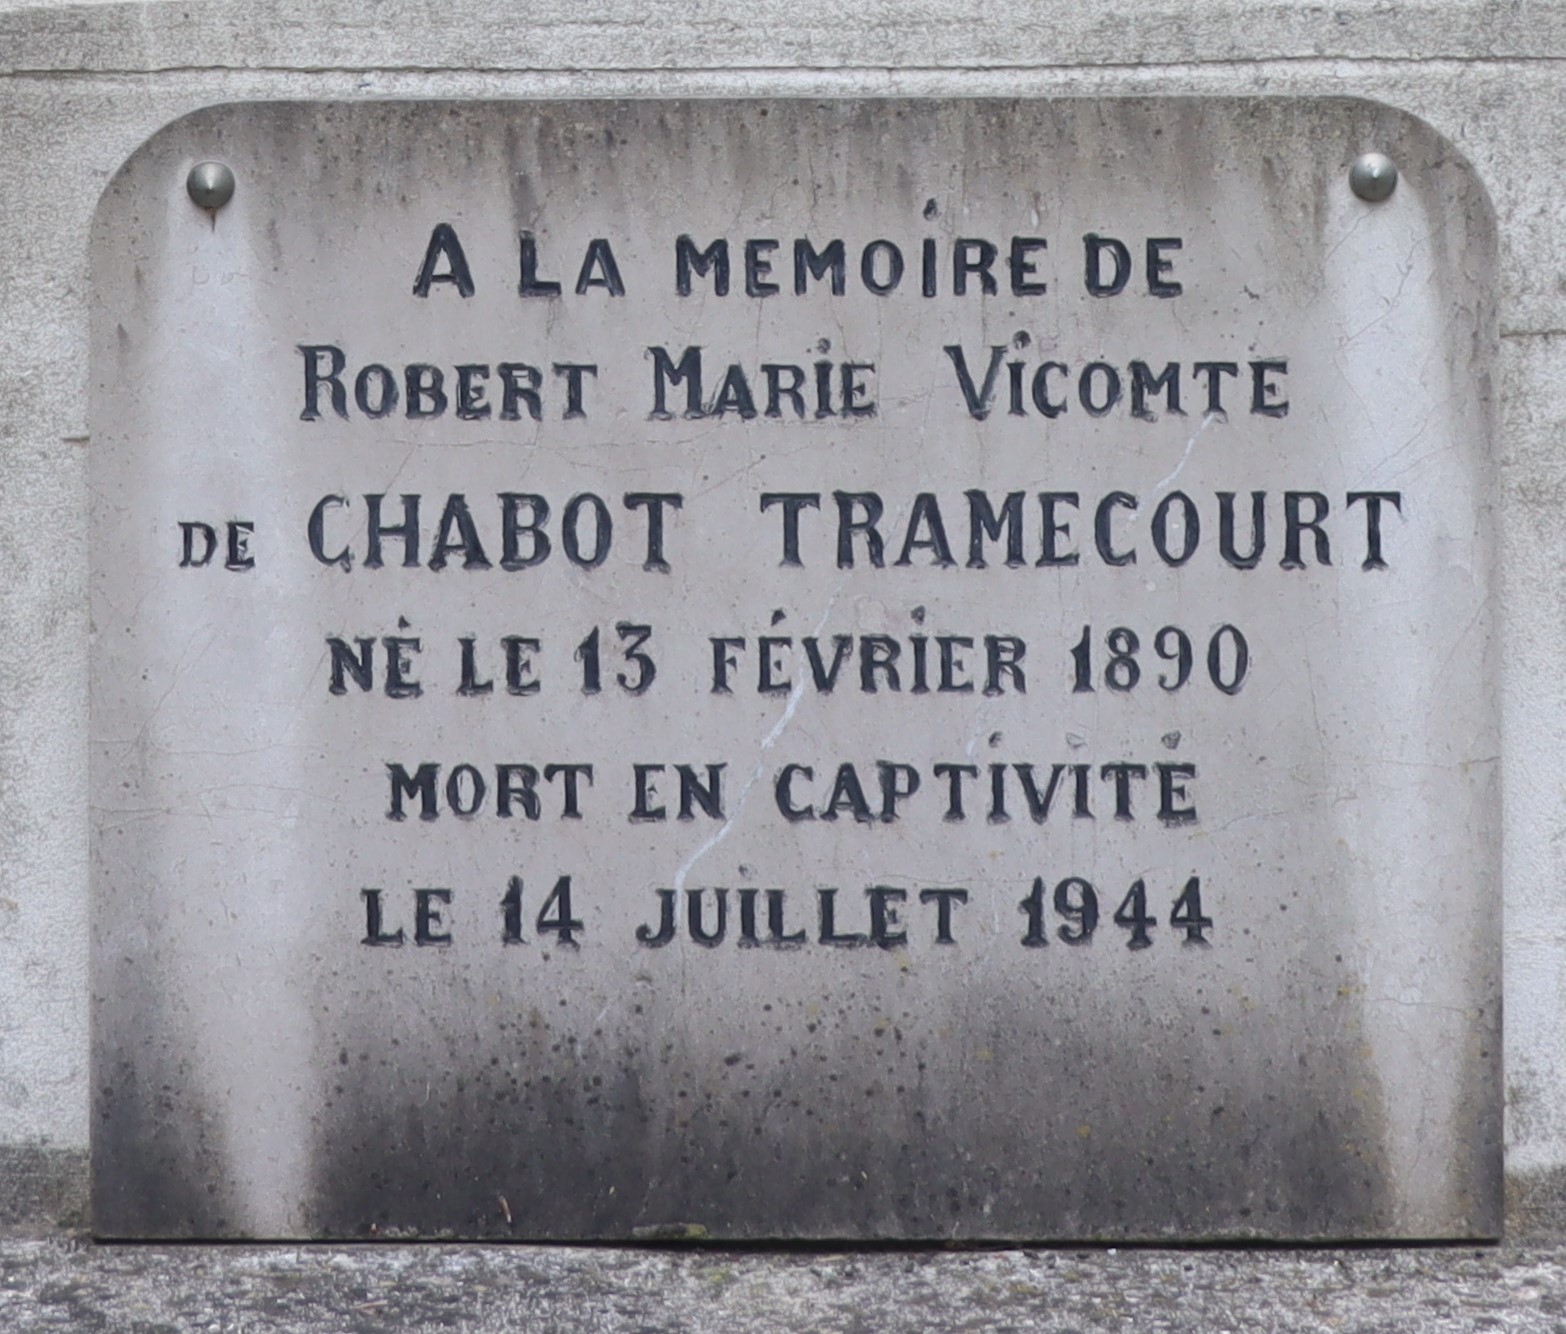 A LA MEMOIRE DE
ROBERT MARIE VICOMTE
DE CHABOT TRAMECOURT
NÉ LE 13 FÉVRIER 1890
MORT EN CAPTIVITÉ
LE 14 JUILLET 1944